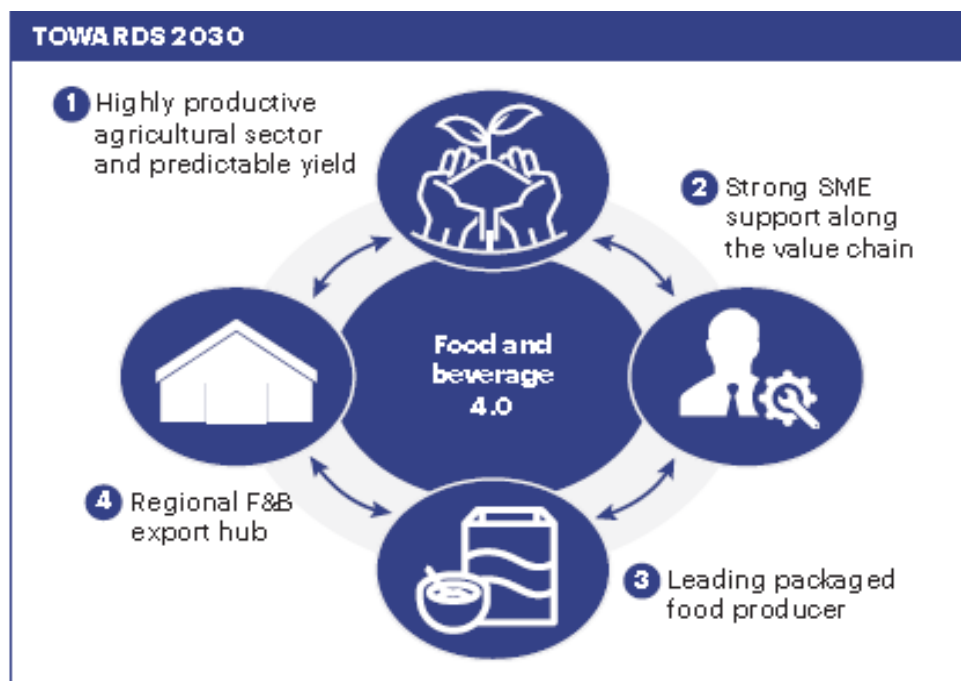 TOWARDS 2030
1 Highly productive
agricultural sector
and predictable yield
2 Strong SME
support along
the value chain
Food and
beverage
4.0
4 Regional F&B
export hub
3 Leading packaged
food producer